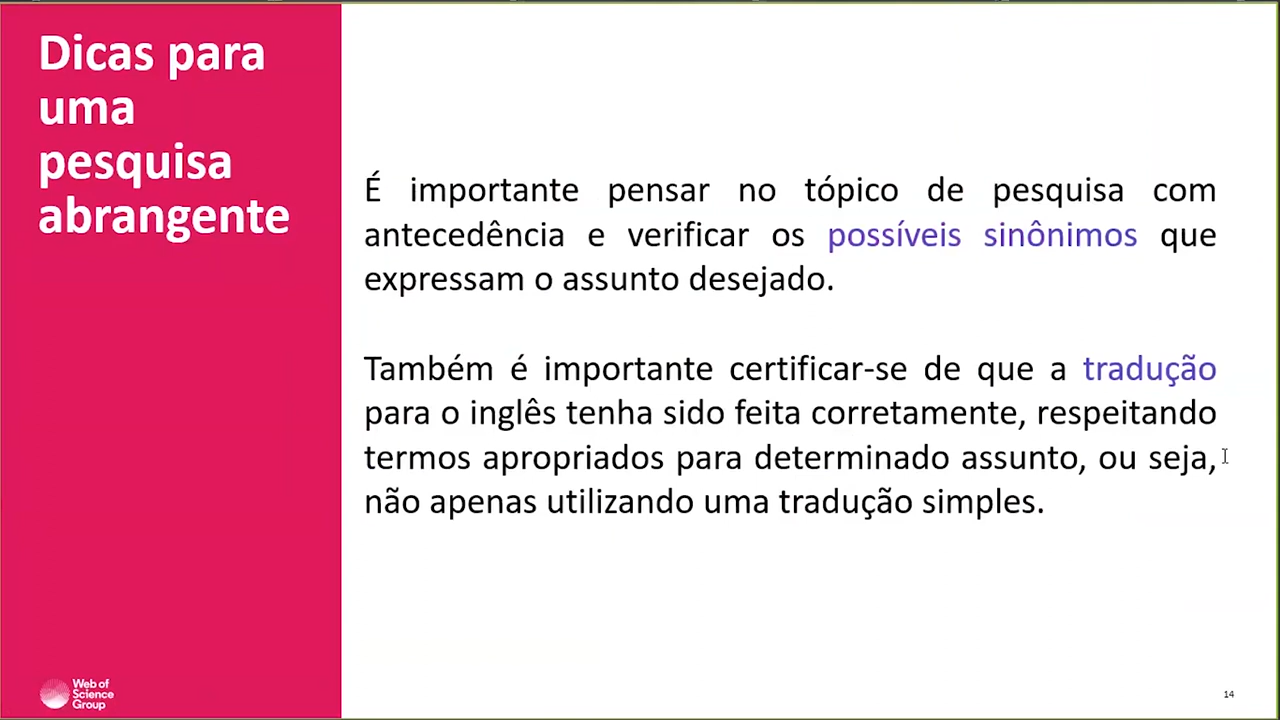 Dicas para
uma
pesquisa
abrangente
É importante pensar no tópico de pesquisa com
antecedência e verificar os possíveis sinônimos que
expressam o assunto desejado.
Também é importante certificar-se de que a tradução
para o inglês tenha sido feita corretamente, respeitando
termos apropriados para determinado assunto, ou seja,
não apenas utilizando uma tradução simples.
Web of
Science
Group
14